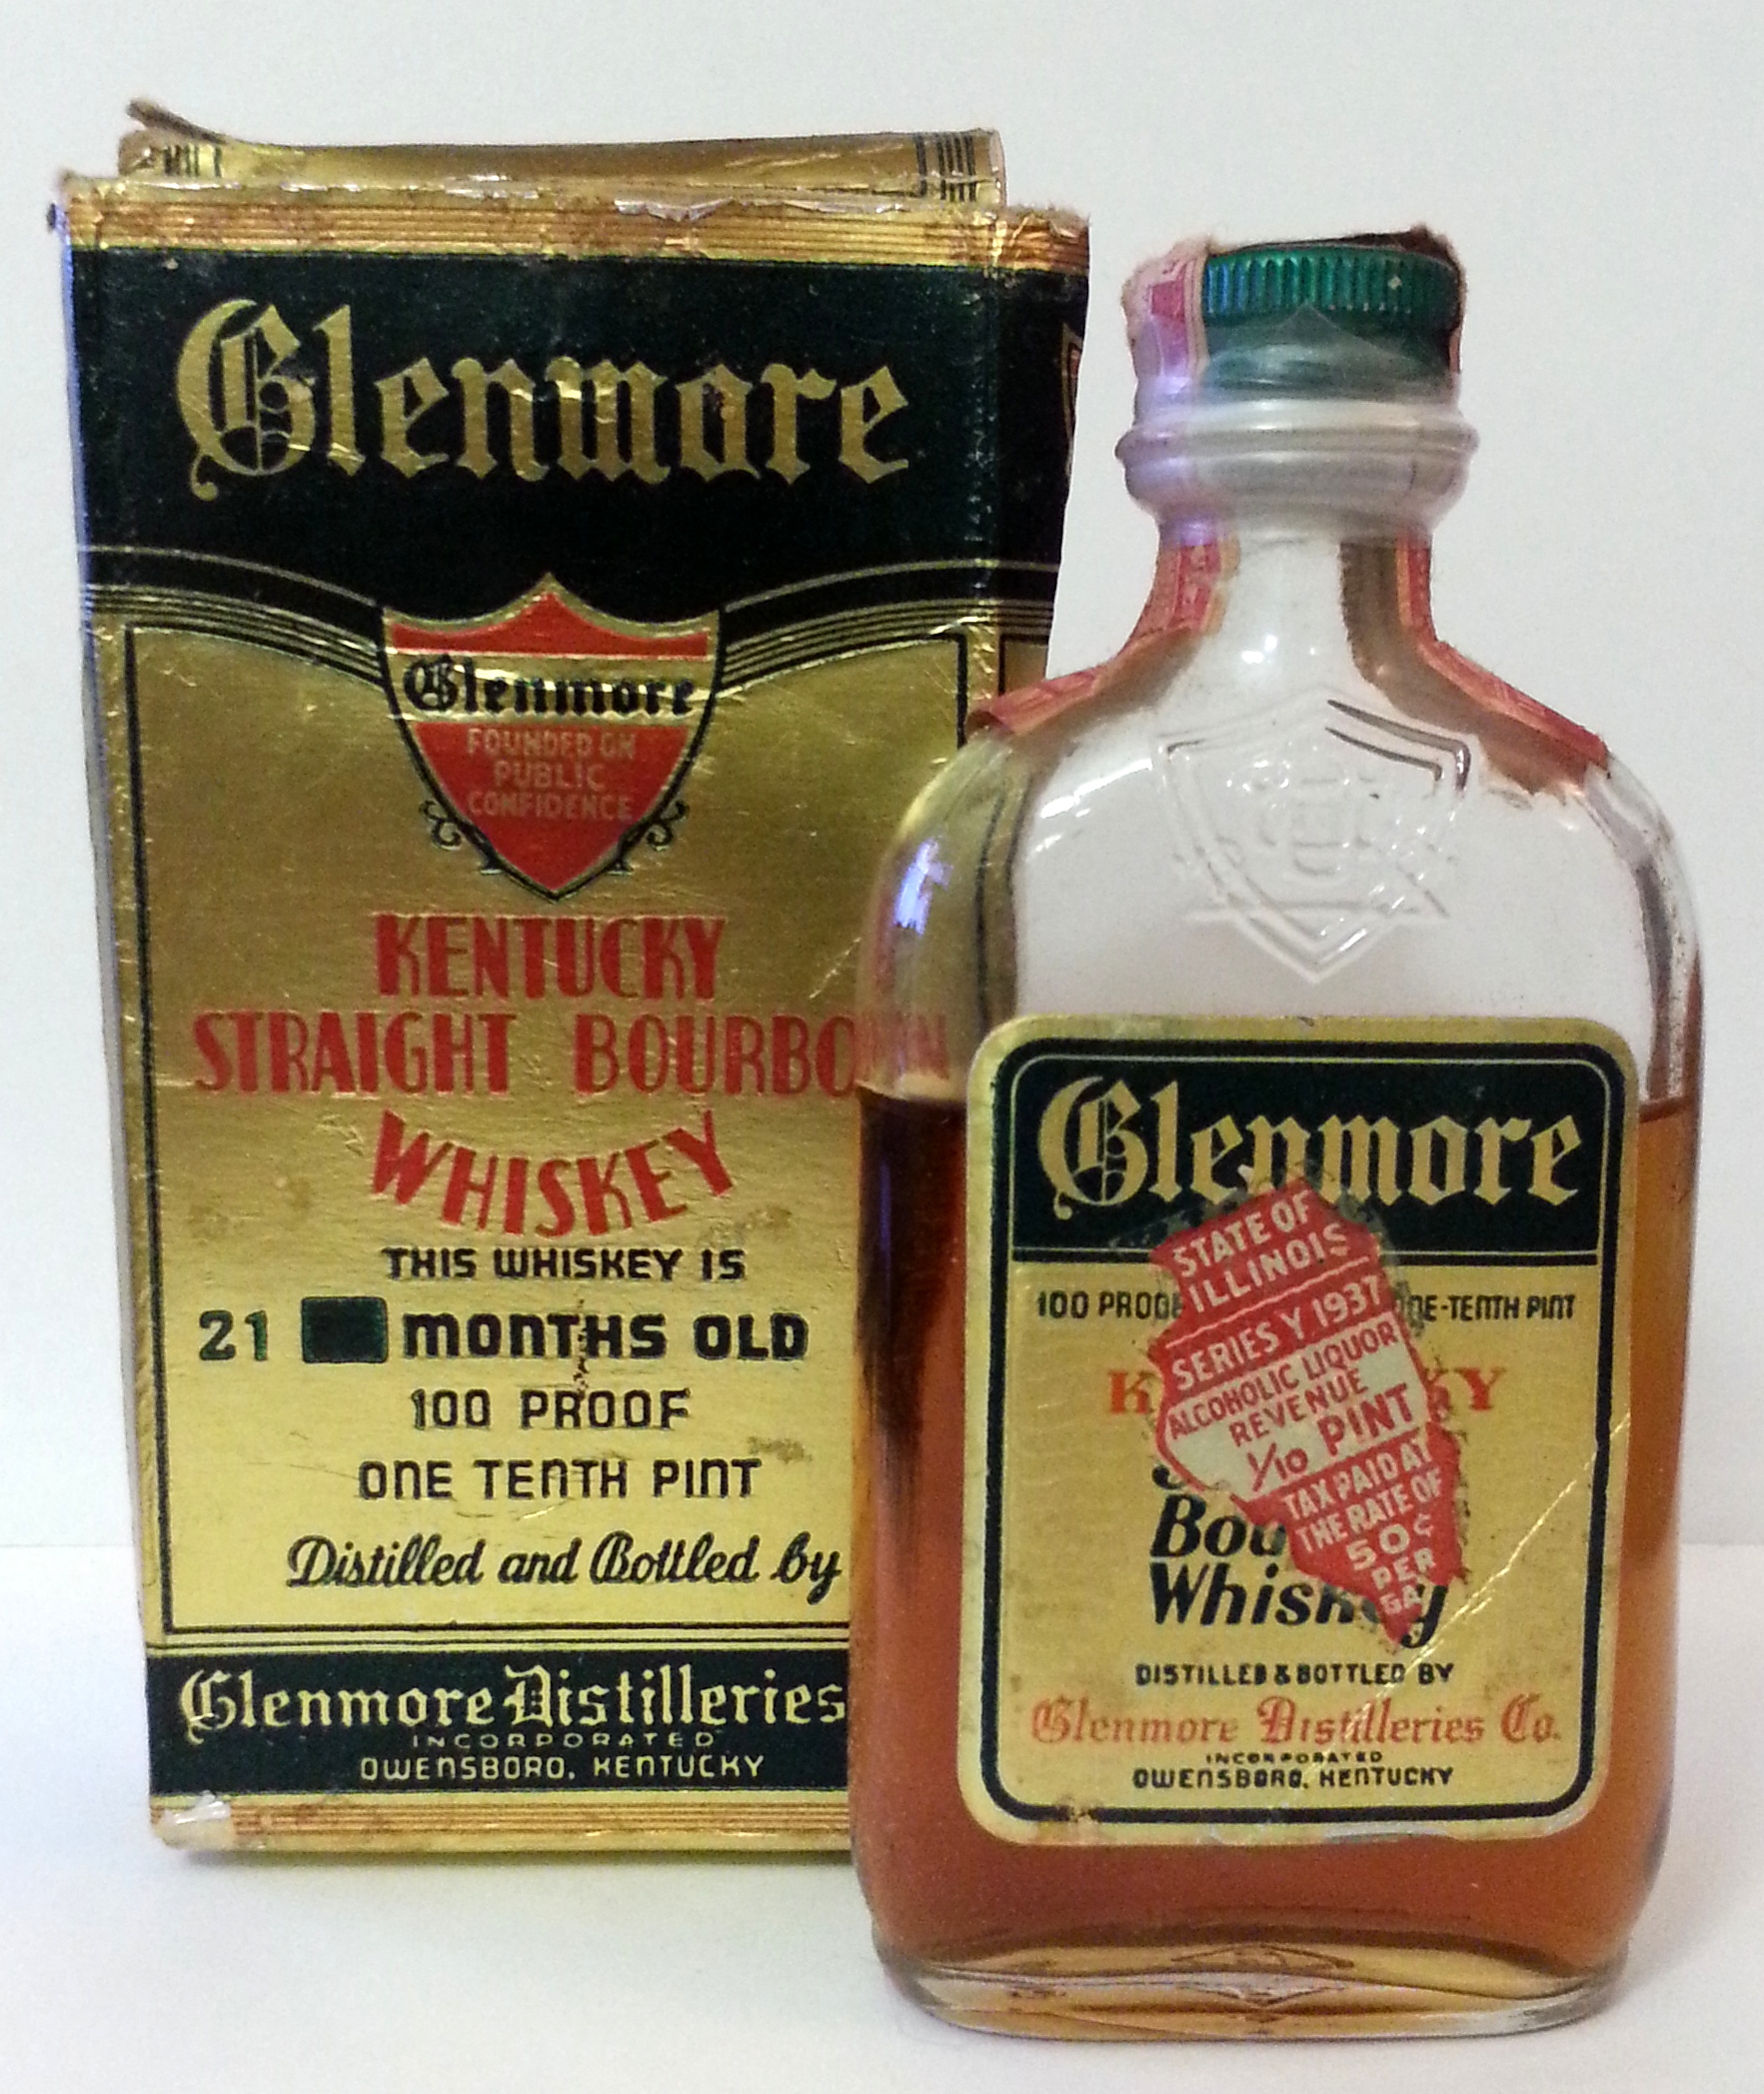 Glenmore
Glenmore
FOUNDED ON
PUBLIC
CONFIDENCE
KENTUCKY
STRAIGHT BOURBON
WHISKEY
THIS WHISKEY IS
21 MONTHS OLD
100 PROOF
ONE TENTH PINT
Distilled and Bottled by
Glenmore Distilleries
INCORPORATED
OWENSBORO, KENTUCKY
Glenmore
100 PROOF
STATE OF
ILLINOIS
SERIES Y 1937
ALCOHOLIC LIQUOR
REVENUE
1/10 PINT
TAX PAID AT
THE RATE OF
50¢
PER
GA
ONE-TENTH PINT
Whiskey
DISTILLED & BOTTLED BY
Glenmore Distilleries Co.
INCORPORATED
OWENSBORO, KENTUCKY